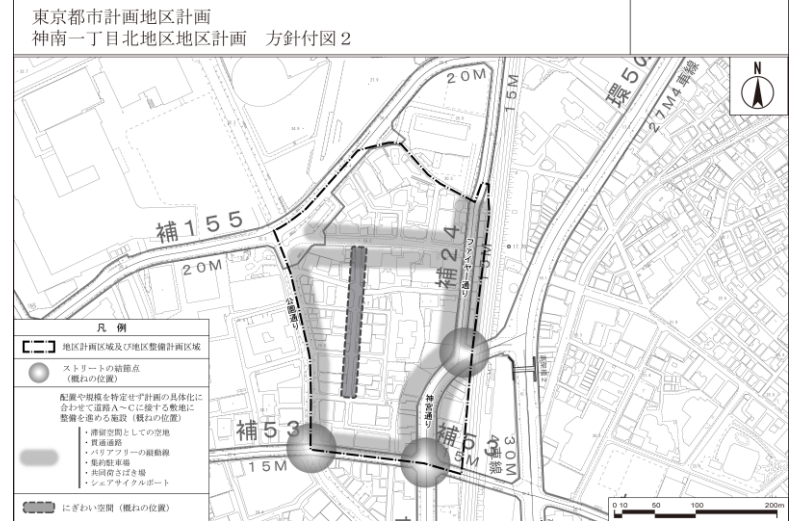 東京都市計画地区計画
神南一丁目北地区地区計画　方針付図２
N
環5の
27M4車線
20M
15M
補155
20M
補24
ファイヤー通り
15M
公園通り
神宮通り
補53
15M
15M
30M
凡　例
地区計画区域及び地区整備計画区域
ストリートの結節点
（概ねの位置）
配置や規模を特定せず計画の具体化に
合わせて道路A～Cに接する敷地に
整備を進める施設（概ねの位置）
・滞留空間としての空地
・貫通通路
・バリアフリーの縦動線
・集約駐車場
・共同荷さばき場
・シェアサイクルポート
にぎわい空間（概ねの位置）
0 10 50 100 200m